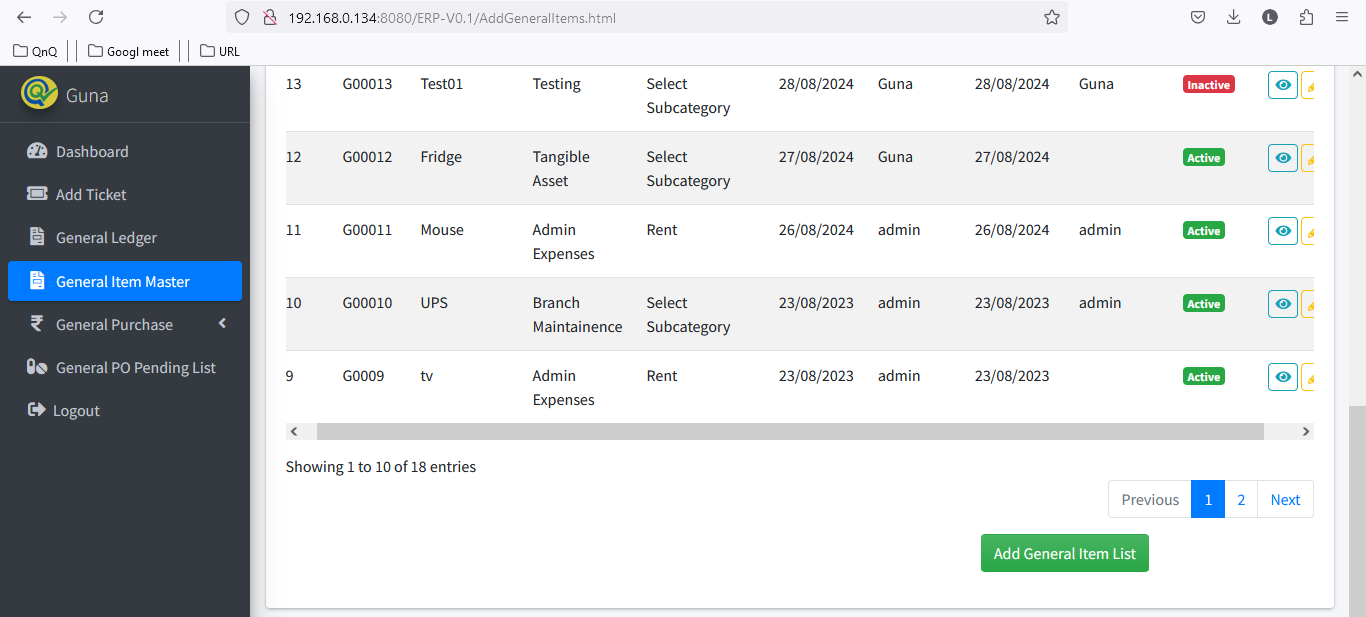 192.168.0.134:8080/ERP-V0.1/AddGeneralItems.html
L
QnQ
Googl meet
URL
Guna
Dashboard
Add Ticket
General Ledger
General Item Master
General Purchase
General PO Pending List
Logout
13 G00013 Test01 Testing Select 28/08/2024 Guna 28/08/2024 Guna Inactive
Subcategory
12 G00012 Fridge Tangible Select 27/08/2024 Guna 27/08/2024 Active
Asset Subcategory
11 G00011 Mouse Admin Rent 26/08/2024 admin 26/08/2024 admin Active
Expenses
10 G00010 UPS Branch Select 23/08/2023 admin 23/08/2023 admin Active
Maintainence Subcategory
9 G0009 tv Admin Rent 23/08/2023 admin 23/08/2023 Active
Expenses
Showing 1 to 10 of 18 entries
Previous 1 2 Next
Add General Item List